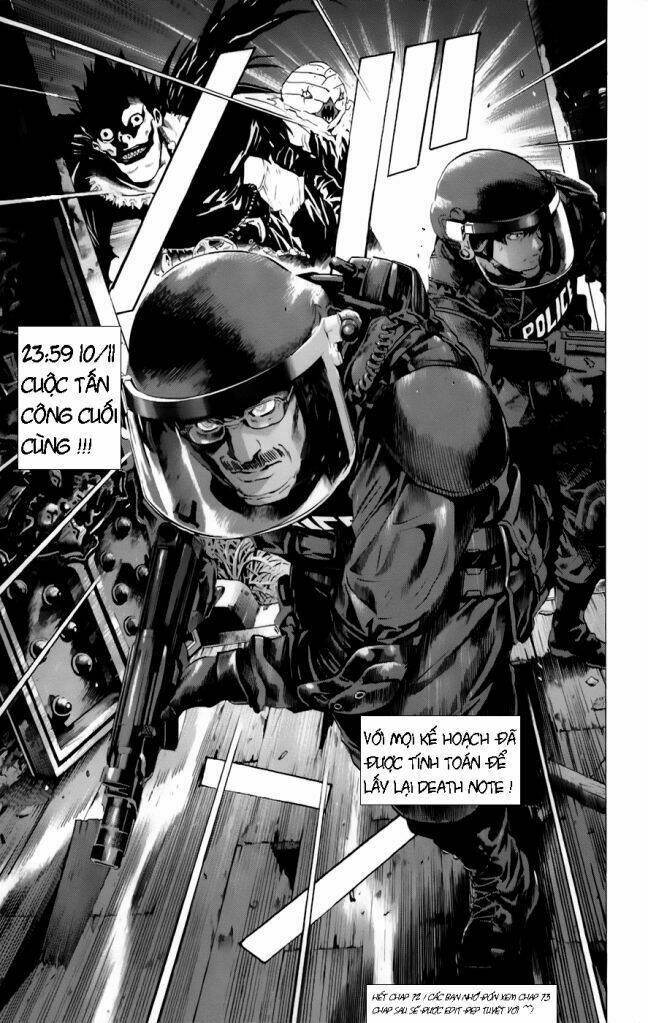 POLICE
23:59 10/11
CUỘC TẤN
CÔNG CUỐI
CÙNG !!!
ICE
VỚI MỌI KẾ HOẠCH ĐÃ
ĐƯỢC TÍNH TOÁN ĐỂ
LẤY LẠI DEATH NOTE !
HẾT CHAP 72 ! CÁC BẠN NHỚ ĐÓN XEM CHAP 73
CHAP SAU SẼ ĐƯỢC EDIT ĐẸP TUYỆT VỜI ^^)